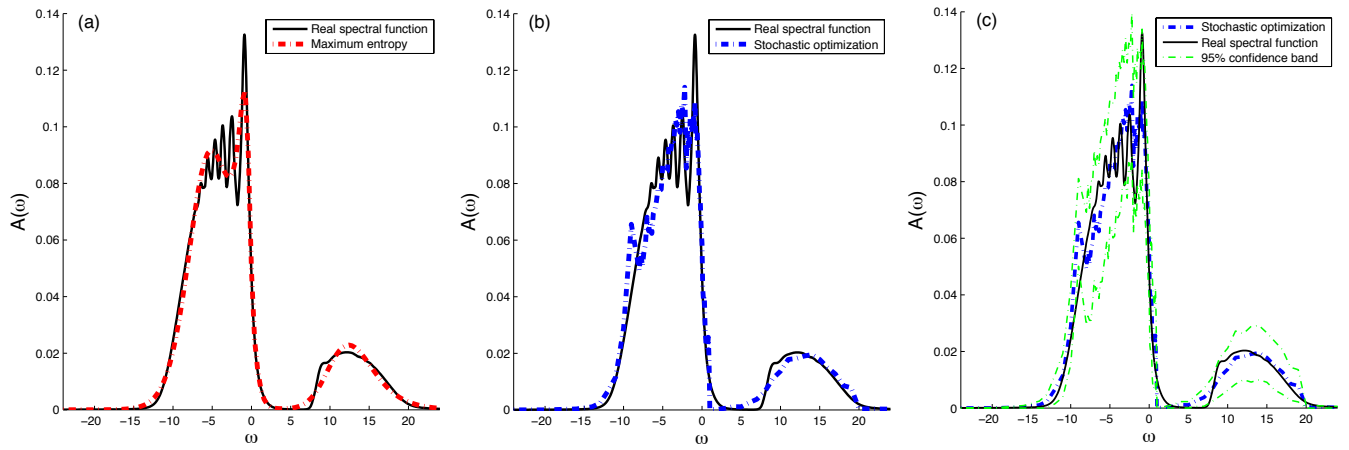 (a)
Real spectral function
Maximum entropy
0.14
0.12
0.1
0.08
0.06
0.04
0.02
0
A(ω)
−20 −15 −10 −5 0 5 10 15 20
ω
(b)
Real spectral function
Stochastic optimization
0.14
0.12
0.1
0.08
0.06
0.04
0.02
0
A(ω)
−20 −15 −10 −5 0 5 10 15 20
ω
(c)
Stochastic optimization
Real spectral function
95% confidence band
0.14
0.12
0.1
0.08
0.06
0.04
0.02
0
A(ω)
−20 −15 −10 −5 0 5 10 15 20
ω